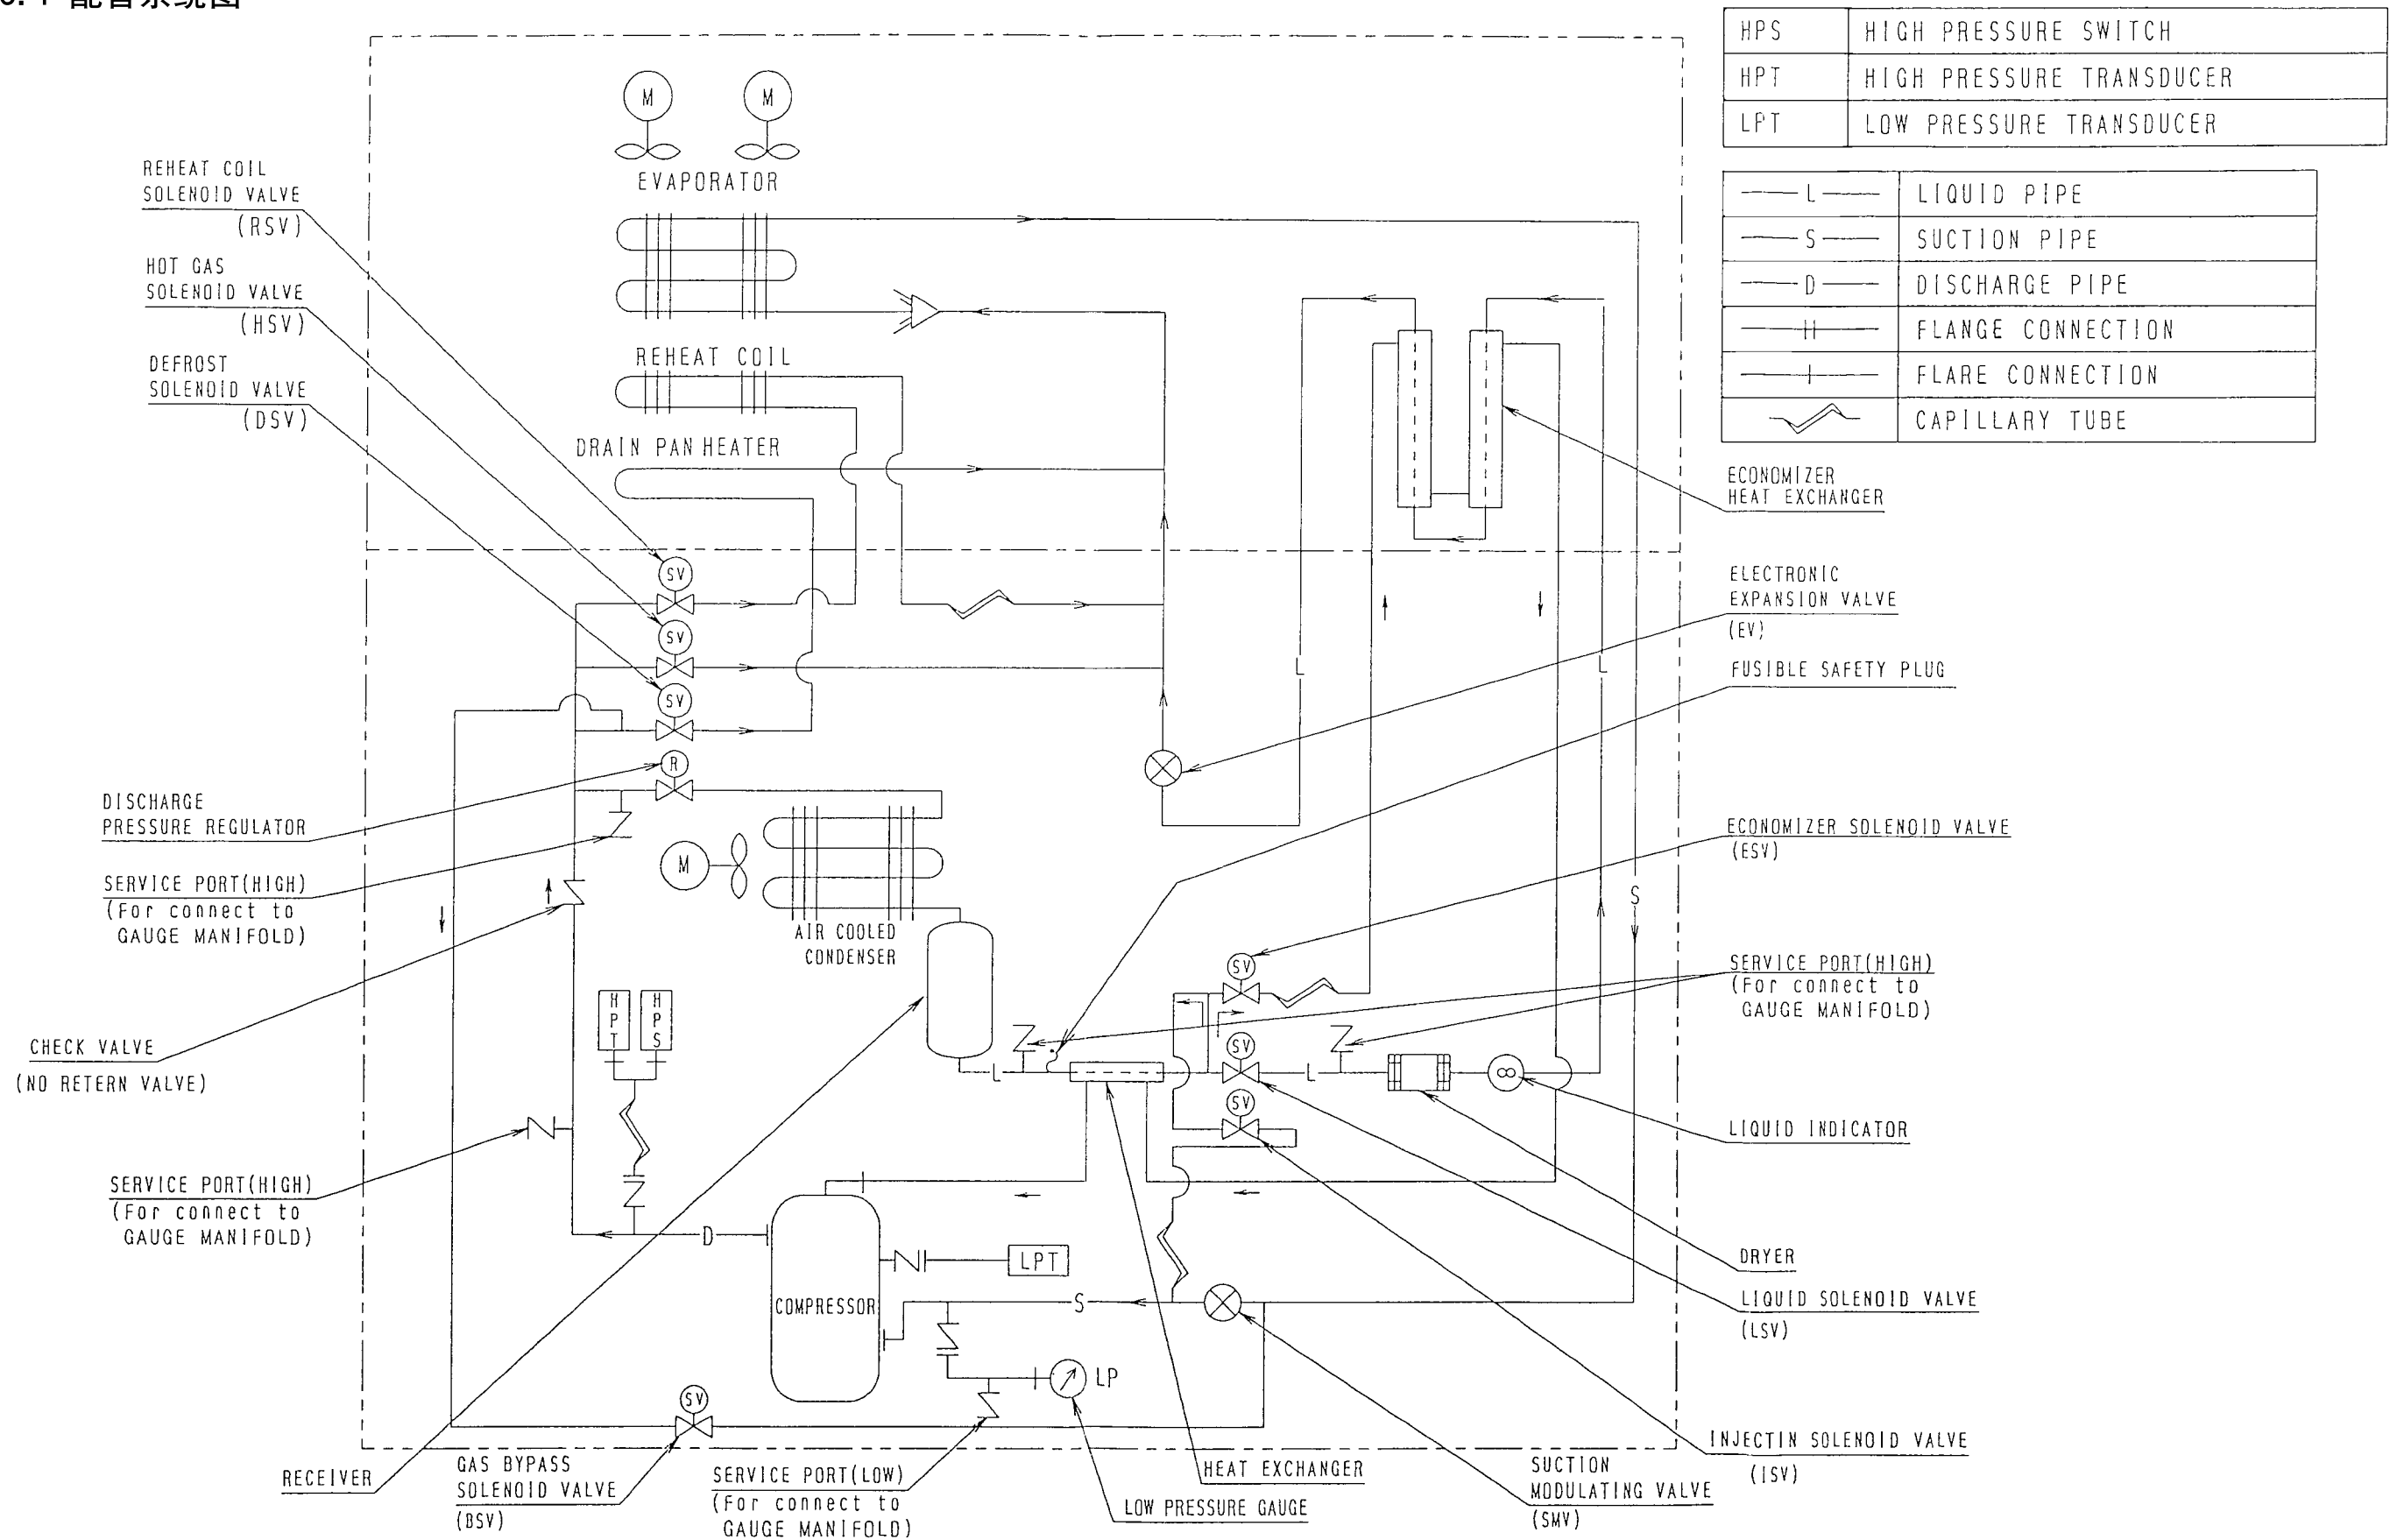 配管系统图
HPS HIGH PRESSURE SWITCH
HPT HIGH PRESSURE TRANSDUCER
LPT LOW PRESSURE TRANSDUCER
L LIQUID PIPE
S SUCTION PIPE
D DISCHARGE PIPE
FLANGE CONNECTION
FLARE CONNECTION
CAPILLARY TUBE
M M
EVAPORATOR
REHEAT COIL
SOLENOID VALVE
(RSV)
HOT GAS
SOLENOID VALVE
(HSV)
DEFROST
SOLENOID VALVE
(DSV)
REHEAT COIL
DRAIN PAN HEATER
ECONOMIZER
HEAT EXCHANGER
SV
SV
SV
R
L
L
ELECTRONIC
EXPANSION VALVE
(EV)
FUSIBLE SAFETY PLUG
DISCHARGE
PRESSURE REGULATOR
SERVICE PORT(HIGH)
(For connect to
GAUGE MANIFOLD)
M
AIR COOLED
CONDENSER
ECONOMIZER SOLENOID VALVE
(ESV)
S
SERVICE PORT(HIGH)
(For connect to
GAUGE MANIFOLD)
SV
SV
SV
L
L
HPT
HPS
CHECK VALVE
(NO RETERN VALVE)
SERVICE PORT(HIGH)
(For connect to
GAUGE MANIFOLD)
LIQUID INDICATOR
D
LPT
COMPRESSOR
S
DRYER
LIQUID SOLENOID VALVE
(LSV)
LP
SV
INJECTIN SOLENOID VALVE
(ISV)
RECEIVER
GAS BYPASS
SOLENOID VALVE
(BSV)
SERVICE PORT(LOW)
(For connect to
GAUGE MANIFOLD)
HEAT EXCHANGER
LOW PRESSURE GAUGE
SUCTION
MODULATING VALVE
(SMV)